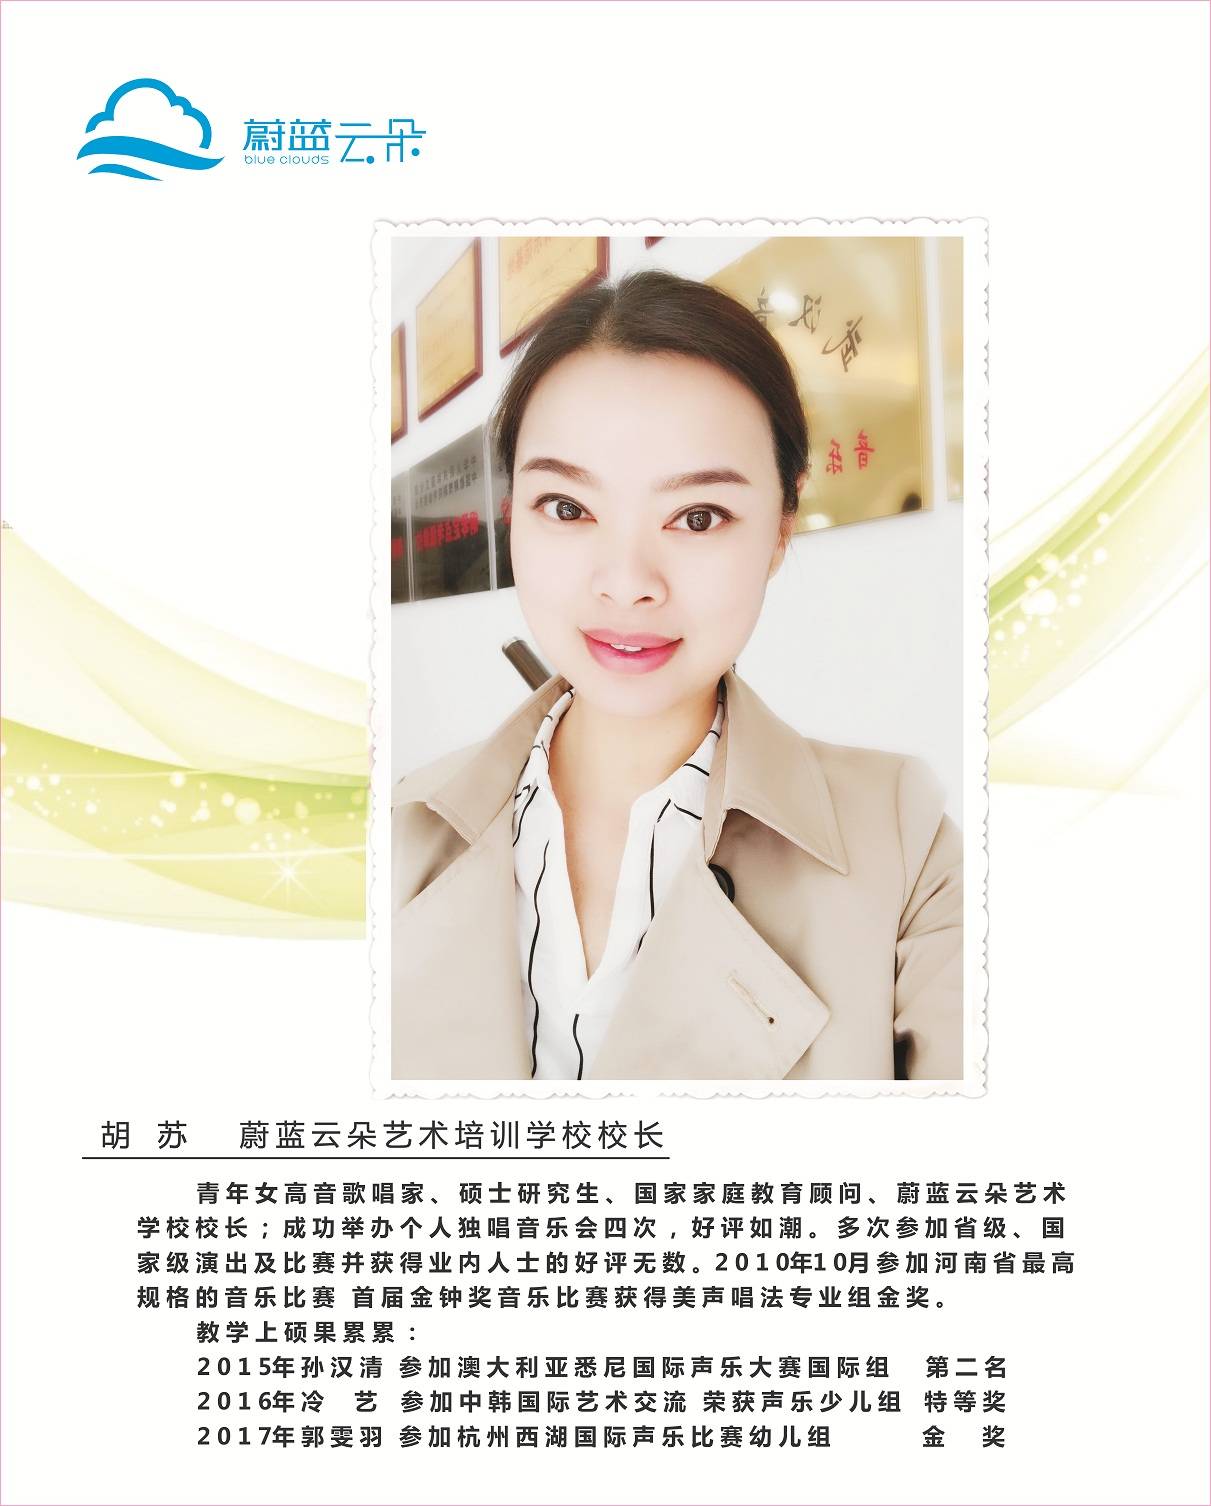 蔚蓝云朵
blue clouds
音乐
胡 苏 蔚蓝云朵艺术培训学校校长
青年女高音歌唱家、硕士研究生、国家家庭教育顾问、蔚蓝云朵艺术
学校校长；成功举办个人独唱音乐会四次，好评如潮。多次参加省级、国
家级演出及比赛并获得业内人士的好评无数。2010年10月参加河南省最高
规格的音乐比赛 首届金钟奖音乐比赛获得美声唱法专业组金奖。
教学上硕果累累：
2015年孙汉清 参加澳大利亚悉尼国际声乐大赛国际组 第二名
2016年冷 艺 参加中韩国际艺术交流 荣获声乐少儿组 特等奖
2017年郭雯羽 参加杭州西湖国际声乐比赛幼儿组 金 奖